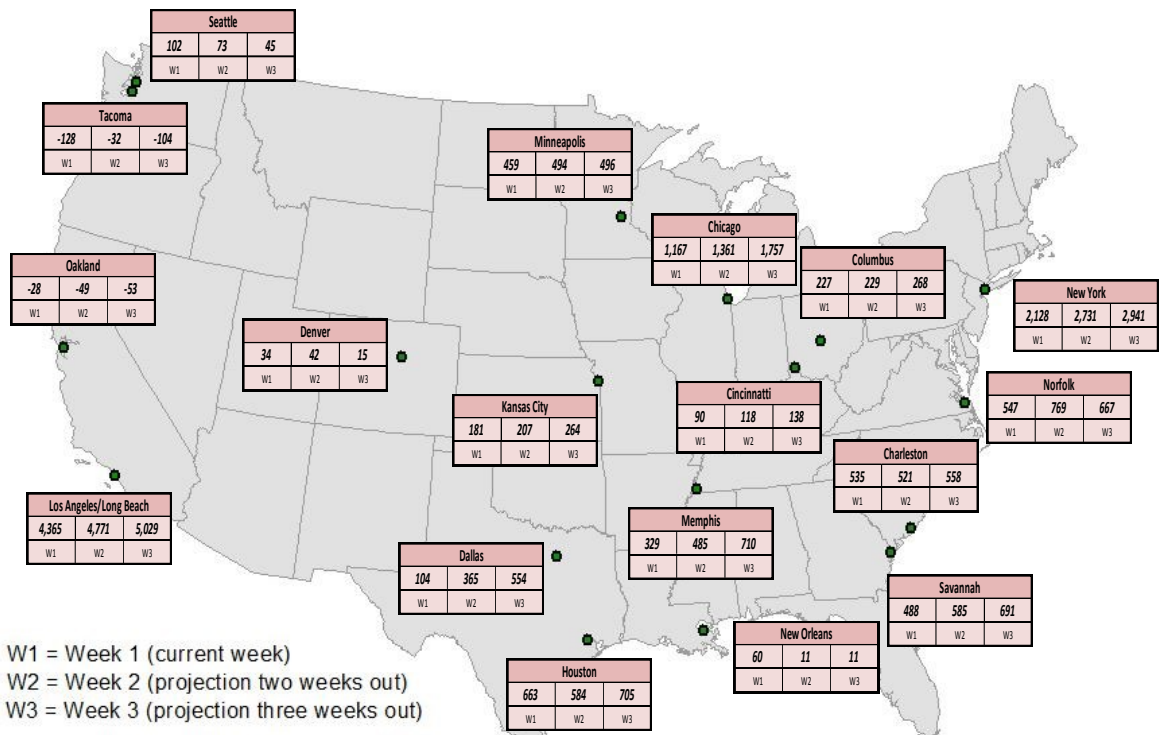 Seattle
102 73 45
W1 W2 W3
Tacoma
-128 -32 -104
W1 W2 W3
Minneapolis
459 494 496
W1 W2 W3
Chicago
1,167 1,361 1,757
W1 W2 W3
Columbus
227 229 268
W1 W2 W3
Oakland
-28 -49 -53
W1 W2 W3
New York
2,128 2,731 2,941
W1 W2 W3
Denver
34 42 15
W1 W2 W3
Norfolk
547 769 667
W1 W2 W3
Cincinnatti
90 118 138
W1 W2 W3
Kansas City
181 207 264
W1 W2 W3
Charleston
535 521 558
W1 W2 W3
Los Angeles/Long Beach
4,365 4,771 5,029
W1 W2 W3
Memphis
329 485 710
W1 W2 W3
Dallas
104 365 554
W1 W2 W3
Savannah
488 585 691
W1 W2 W3
New Orleans
60 11 11
W1 W2 W3
Houston
663 584 705
W1 W2 W3
W1 = Week 1 (current week)
W2 = Week 2 (projection two weeks out)
W3 = Week 3 (projection three weeks out)